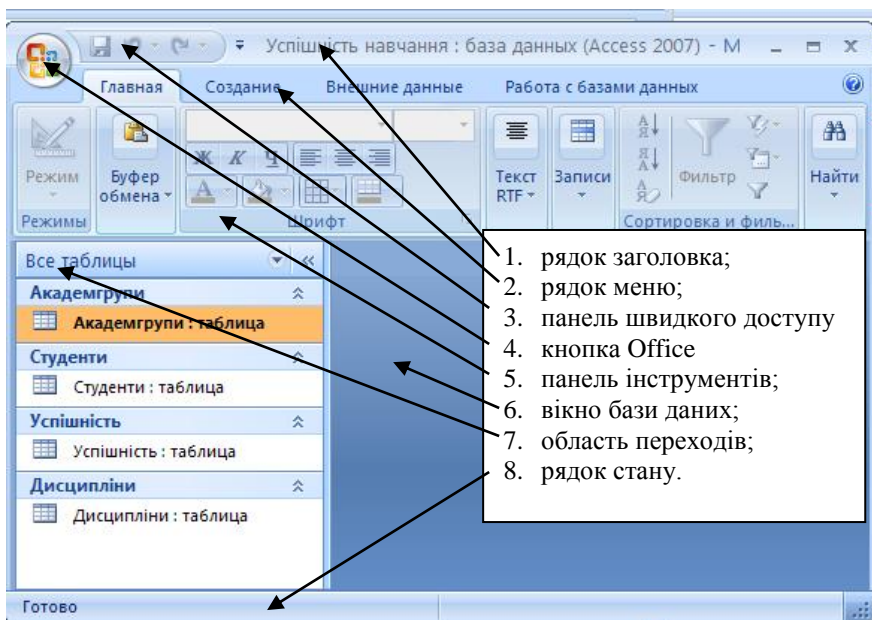 Успішність навчання : база данных (Access 2007) - M
Главная Создание Внешние данные Работа с базами данных
Режим
Буфер обмена
Ж К Ч
A
Текст RTF
Записи
А Я
Я А
А Я
Фильтр
Найти
Режимы Шрифт Сортировка и филь...
Все таблицы
Академгрупи
Академгрупи : таблица
Студенти
Студенти : таблица
Успішність
Успішність : таблица
Дисципліни
Дисципліни : таблица
1. рядок заголовка;
2. рядок меню;
3. панель швидкого доступу
4. кнопка Office
5. панель інструментів;
6. вікно бази даних;
7. область переходів;
8. рядок стану.
Готово